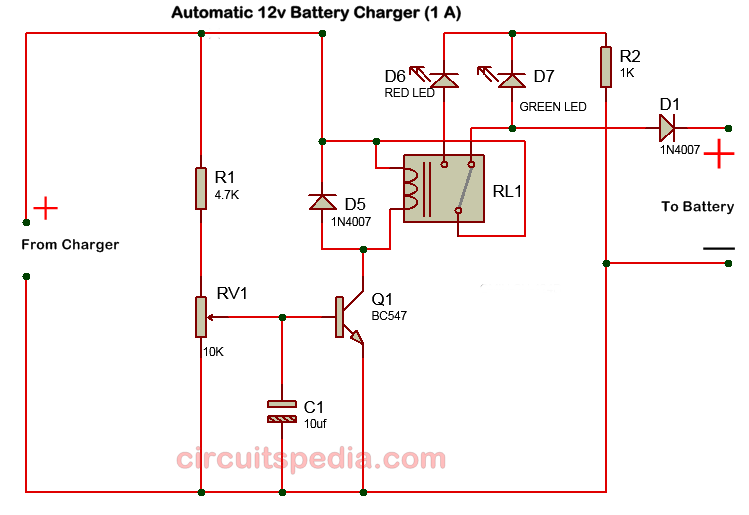 Automatic 12v Battery Charger (1 A)
D6
RED LED
D7
GREEN LED
R2
1K
D1
1N4007
R1
4.7K
D5
1N4007
RL1
+
To Battery
+
From Charger
RV1
10K
Q1
BC547
C1
10uf
circuitspedia.com